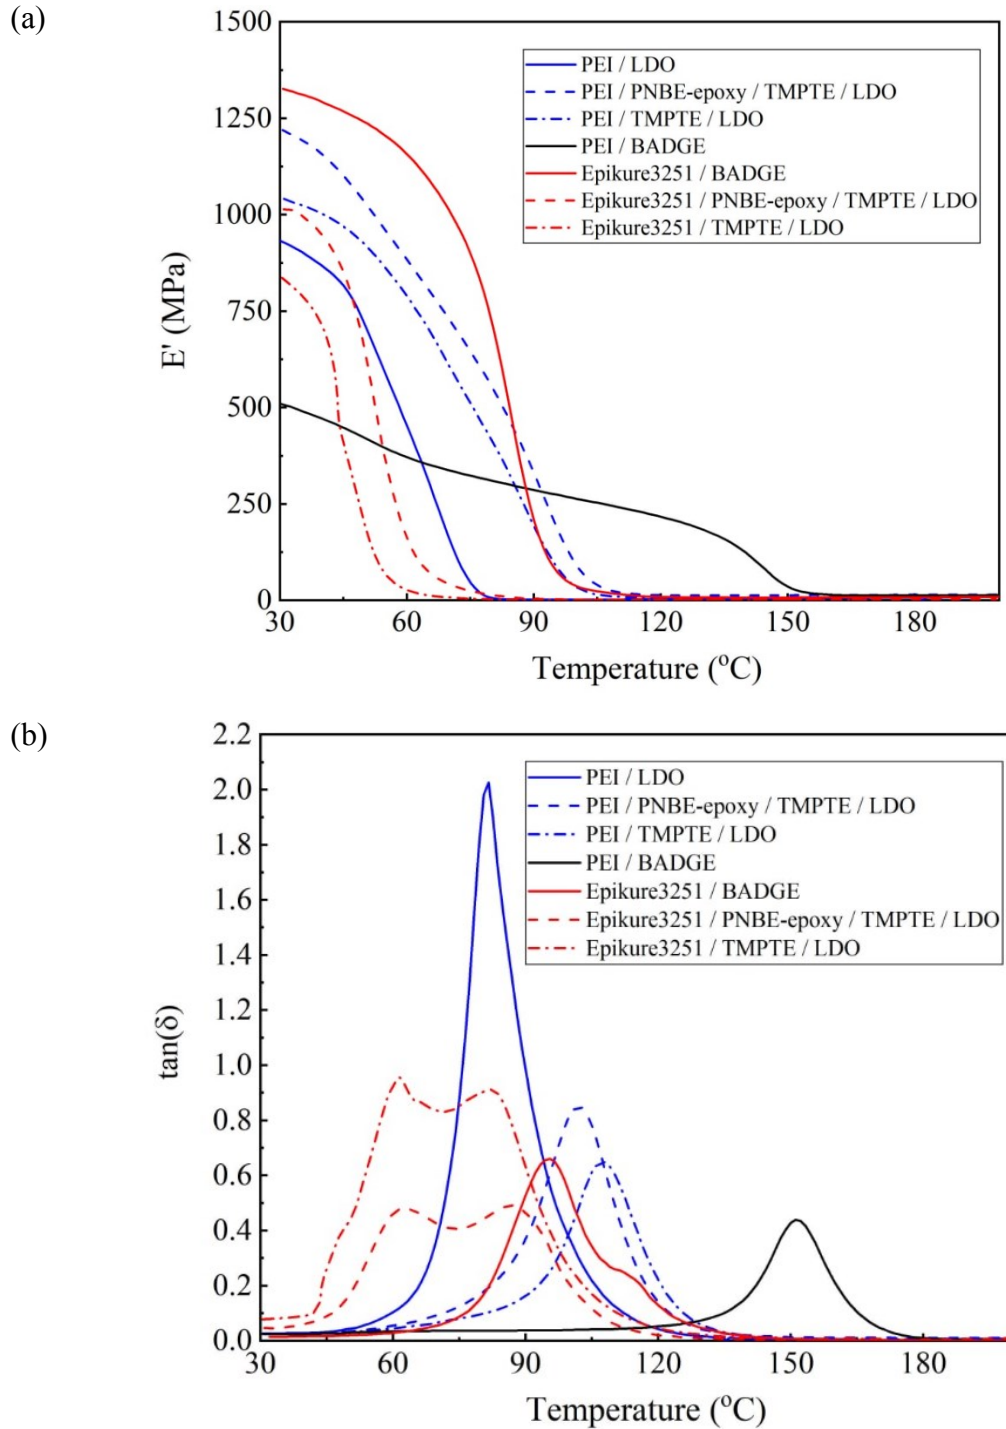 (a)
1500
1250
1000
750
500
250
0
E' (MPa)
PEI / LDO
PEI / PNBE-epoxy / TMPTE / LDO
PEI / TMPTE / LDO
PEI / BADGE
Epikure3251 / BADGE
Epikure3251 / PNBE-epoxy / TMPTE / LDO
Epikure3251 / TMPTE / LDO
30 60 90 120 150 180
Temperature (°C)
(b)
2.2
2.0
1.8
1.6
1.4
1.2
1.0
0.8
0.6
0.4
0.2
0.0
tan(δ)
PEI / LDO
PEI / PNBE-epoxy / TMPTE / LDO
PEI / TMPTE / LDO
PEI / BADGE
Epikure3251 / BADGE
Epikure3251 / PNBE-epoxy / TMPTE / LDO
Epikure3251 / TMPTE / LDO
30 60 90 120 150 180
Temperature (°C)